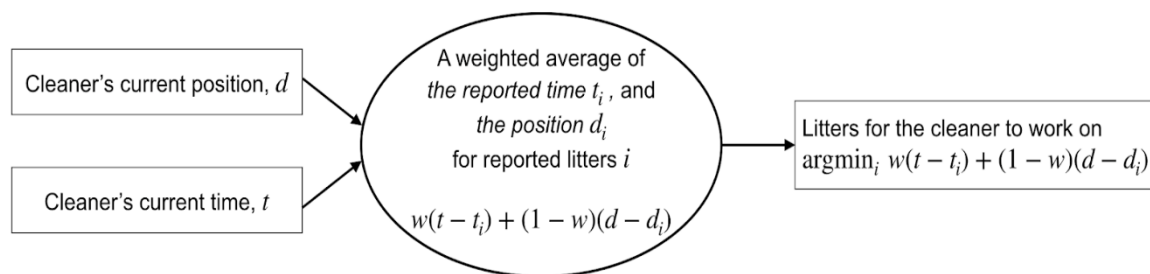 Cleaner's current position, d
Cleaner's current time, t
A weighted average of
the reported time tᵢ , and
the position dᵢ
for reported litters i
w(t − tᵢ) + (1 − w)(d − dᵢ)
Litters for the cleaner to work on
argminᵢ w(t − tᵢ) + (1 − w)(d − dᵢ)